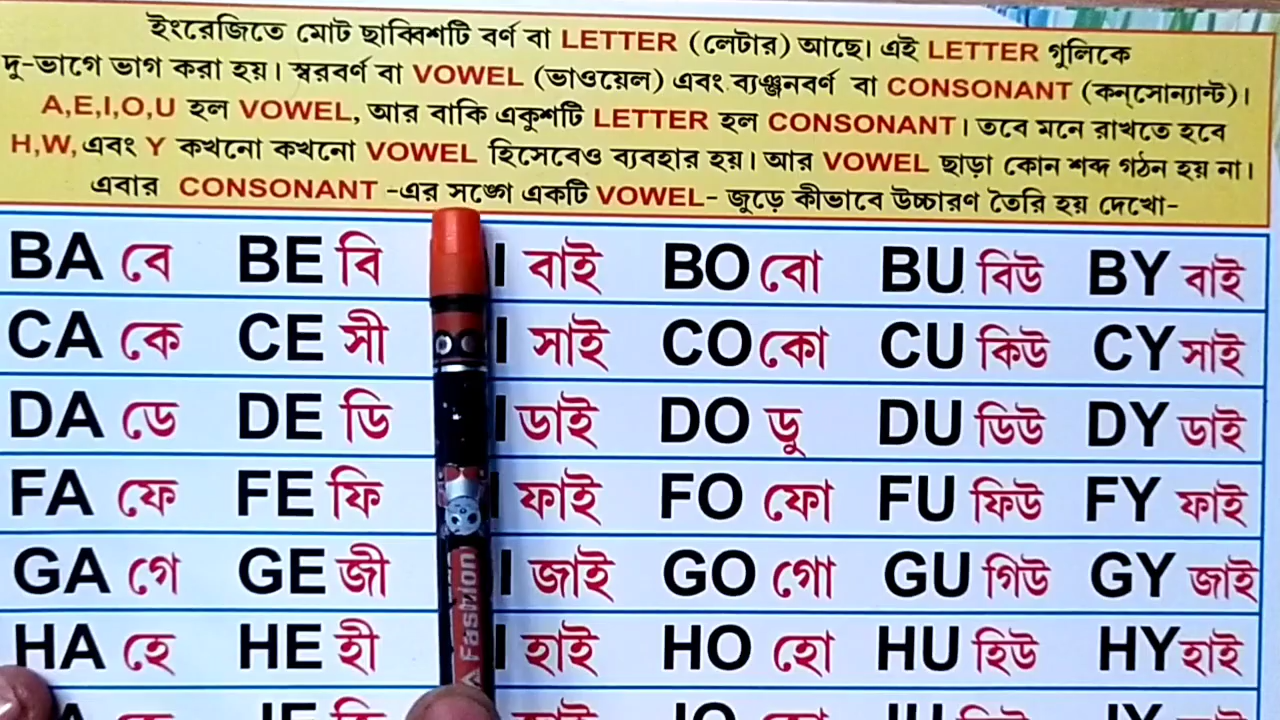 ইংরেজিতে মোট ছাব্বিশটি বর্ণ বা LETTER (লেটার) আছে। এই LETTER গুলিকে
দু-ভাগে ভাগ করা হয়। স্বরবর্ণ বা VOWEL (ভাওয়েল) এবং ব্যঞ্জনবর্ণ বা CONSONANT (কন্‌সোন্যান্ট)।
A,E,I,O,U হল VOWEL, আর বাকি একুশটি LETTER হল CONSONANT। তবে মনে রাখতে হবে
H,W, এবং Y কখনো কখনো VOWEL হিসেবেও ব্যবহার হয়। আর VOWEL ছাড়া কোন শব্দ গঠন হয় না।
এবার CONSONANT -এর সঙ্গে একটি VOWEL- জুড়ে কীভাবে উচ্চারণ তৈরি হয় দেখো-
BA বে BE বি I বাই BO বো BU বিউ BY বাই
CA কে CE সী I সাই CO কো CU কিউ CY সাই
DA ডে DE ডি I ডাই DO ডু DU ডিউ DY ডাই
FA ফে FE ফি I ফাই FO ফো FU ফিউ FY ফাই
GA গে GE জী I জাই GO গো GU গিউ GY জাই
HA হে HE হী I হাই HO হো HU হিউ HY হাই
Fashion